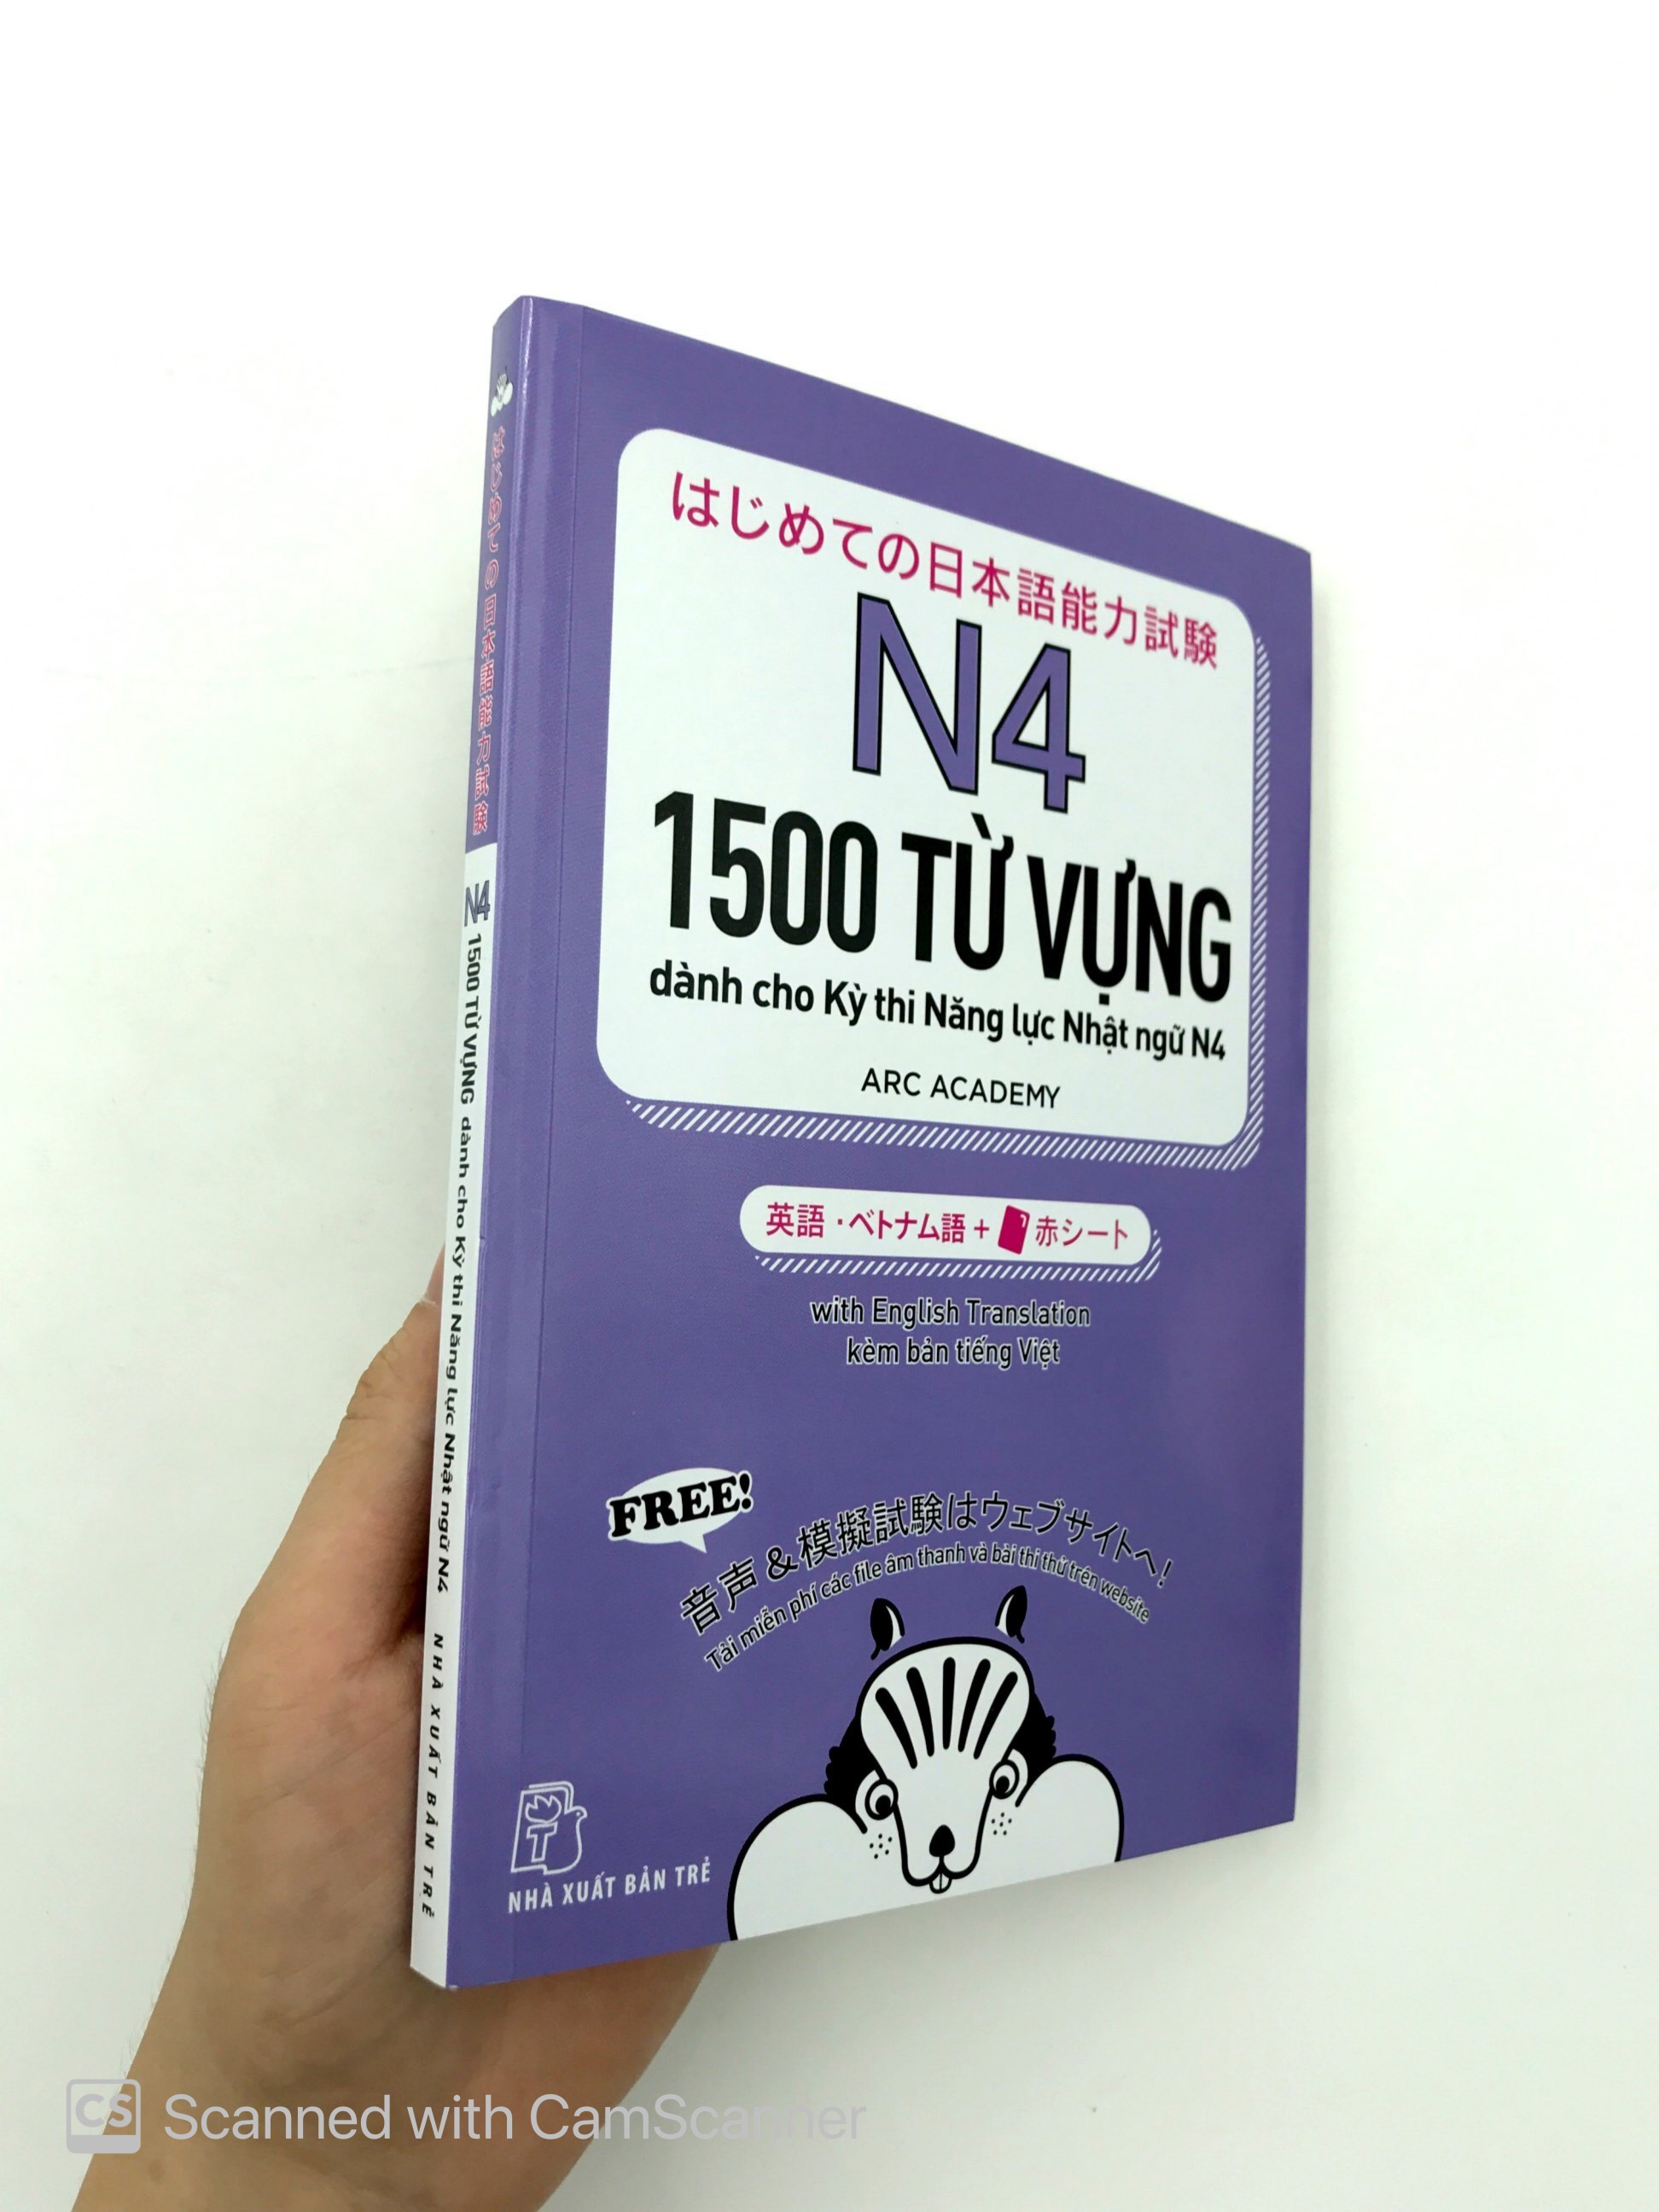 はじめての日本語能力試験
N4
1500 TỪ VỰNG
dành cho Kỳ thi Năng lực Nhật ngữ N4
ARC ACADEMY
英語・ベトナム語 + 赤シート
with English Translation
kèm bản tiếng Việt
FREE!
音声&模擬試験はウェブサイトへ!
Tải miễn phí các file âm thanh và bài thi thử trên website
T
NHÀ XUẤT BẢN TRẺ
はじめての日本語能力試験 N4 1500 TỪ VỰNG dành cho Kỳ thi Năng lực Nhật ngữ N4 NHÀ XUẤT BẢN TRẺ
CS Scanned with CamScanner